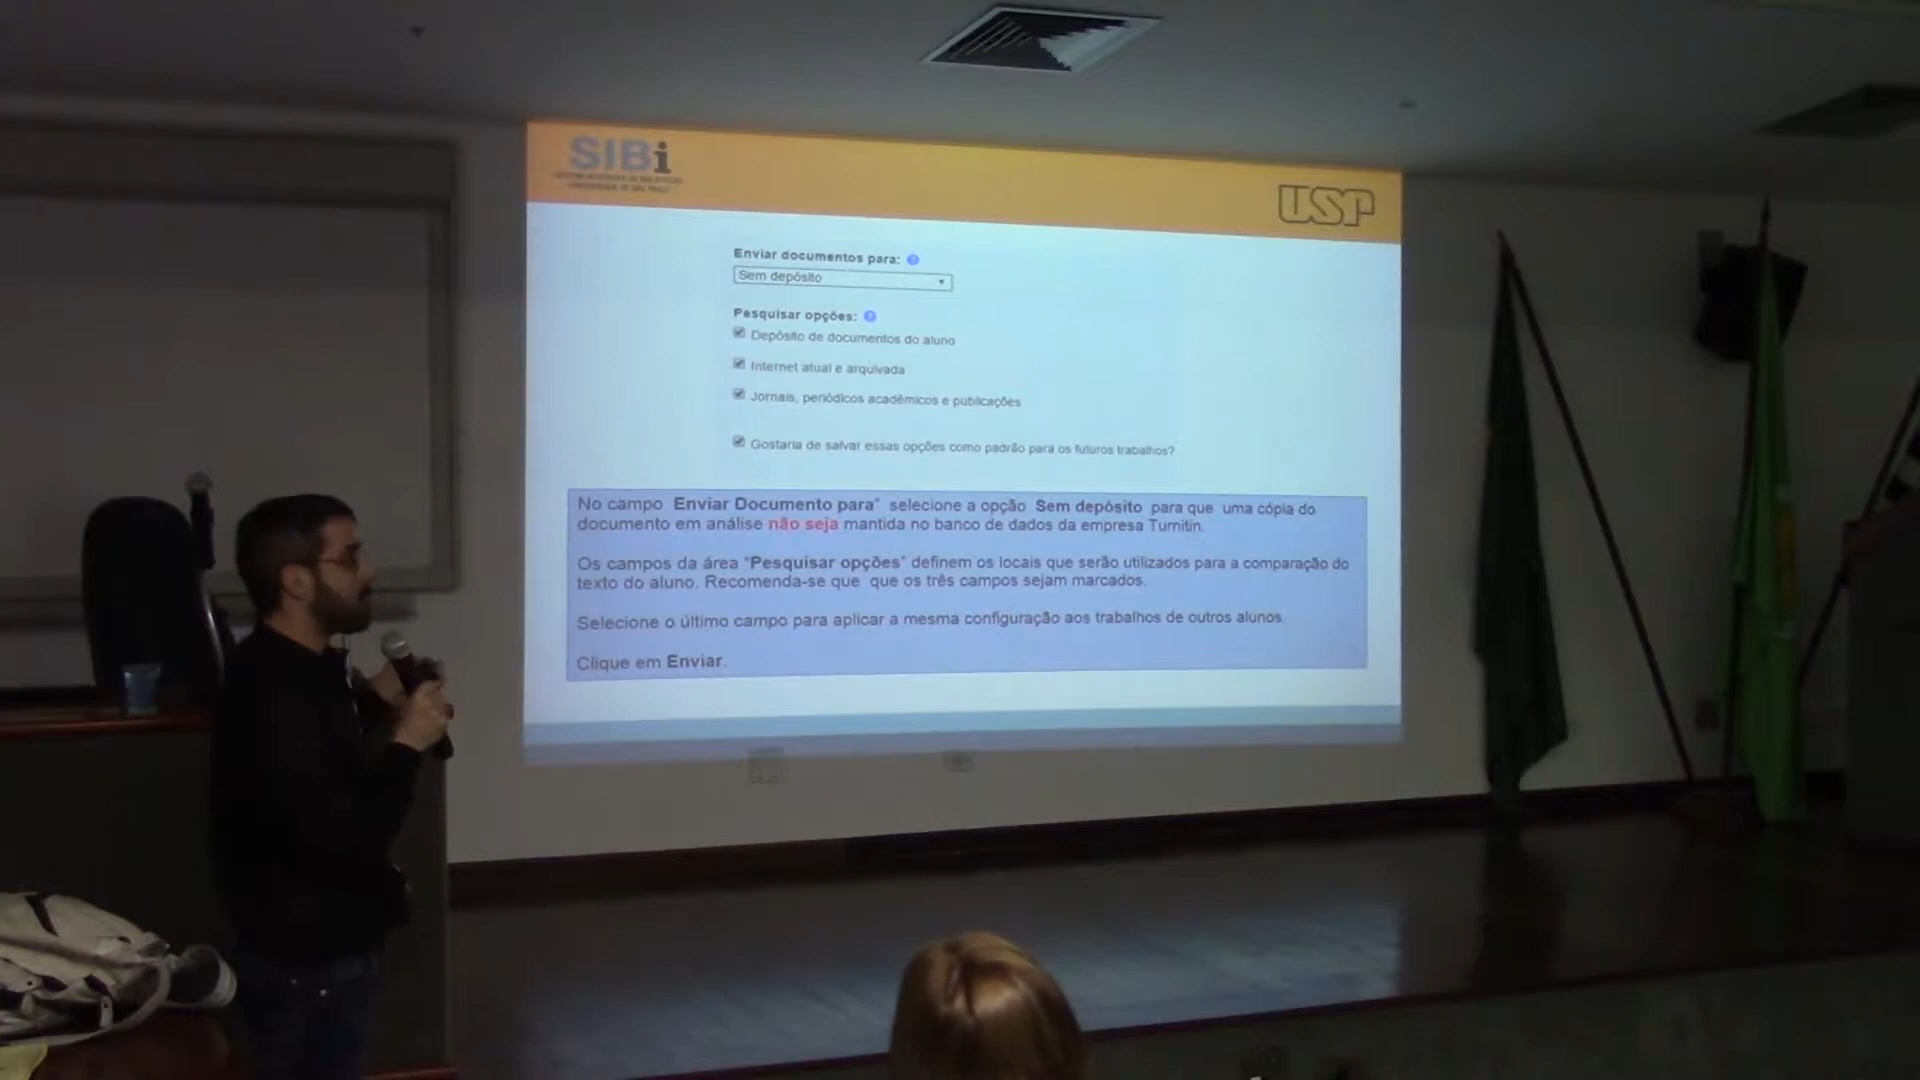 SIBi
UNIVERSIDADE DE SÃO PAULO
USP
Enviar documentos para: ?
Sem depósito
Pesquisar opções: ?
Depósito de documentos do aluno
Internet atual e arquivada
Jornais, periódicos acadêmicos e publicações
Gostaria de salvar essas opções como padrão para os futuros trabalhos?
No campo Enviar Documento para" selecione a opção Sem depósito para que uma cópia do
documento em análise não seja mantida no banco de dados da empresa Turnitin.
Os campos da área "Pesquisar opções" definem os locais que serão utilizados para a comparação do
texto do aluno. Recomenda-se que que os três campos sejam marcados.
Selecione o último campo para aplicar a mesma configuração aos trabalhos de outros alunos.
Clique em Enviar.